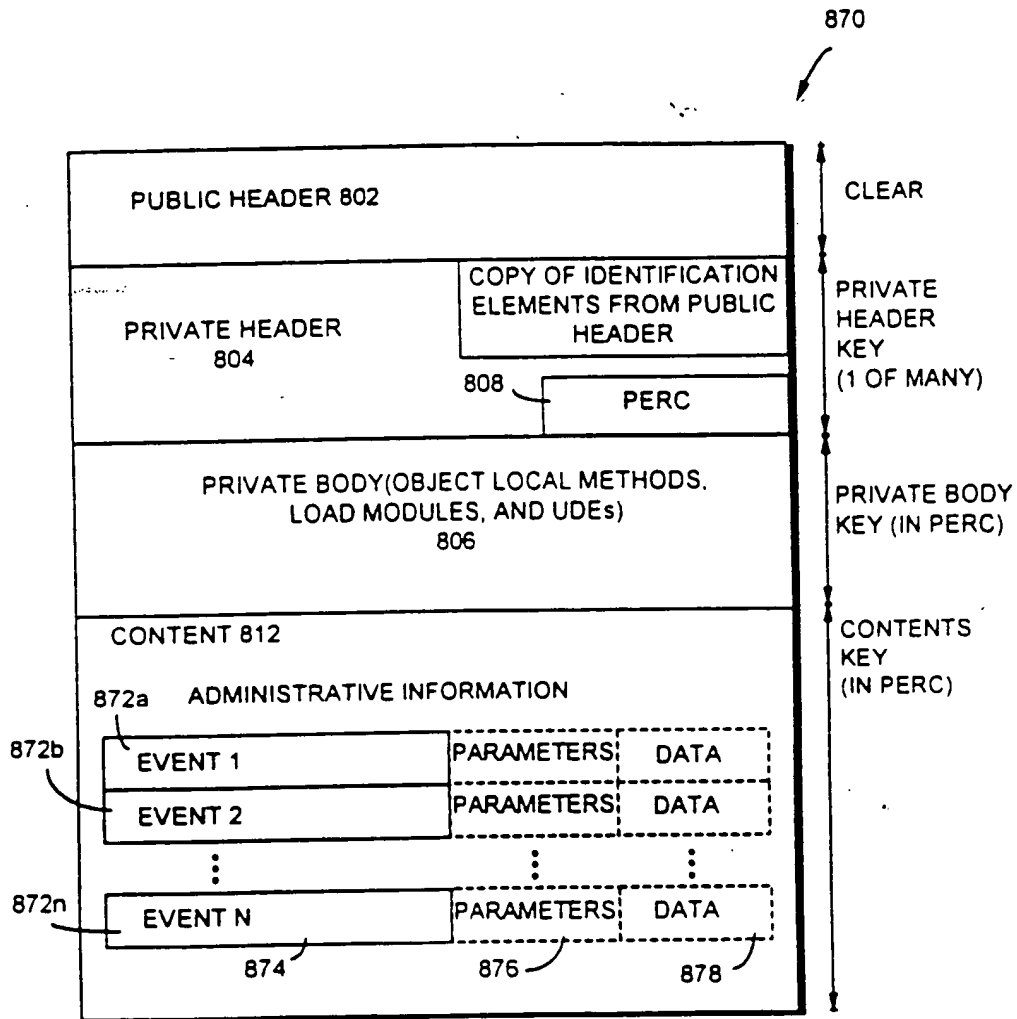 870
PUBLIC HEADER 802
CLEAR
COPY OF IDENTIFICATION
ELEMENTS FROM PUBLIC
HEADER
PRIVATE HEADER
804
808
PERC
PRIVATE
HEADER
KEY
(1 OF MANY)
PRIVATE BODY(OBJECT LOCAL METHODS,
LOAD MODULES, AND UDEs)
806
PRIVATE BODY
KEY (IN PERC)
CONTENT 812
CONTENTS
KEY
(IN PERC)
ADMINISTRATIVE INFORMATION
872a
EVENT 1 PARAMETERS DATA
872b
EVENT 2 PARAMETERS DATA
872n
EVENT N PARAMETERS DATA
874 876 878